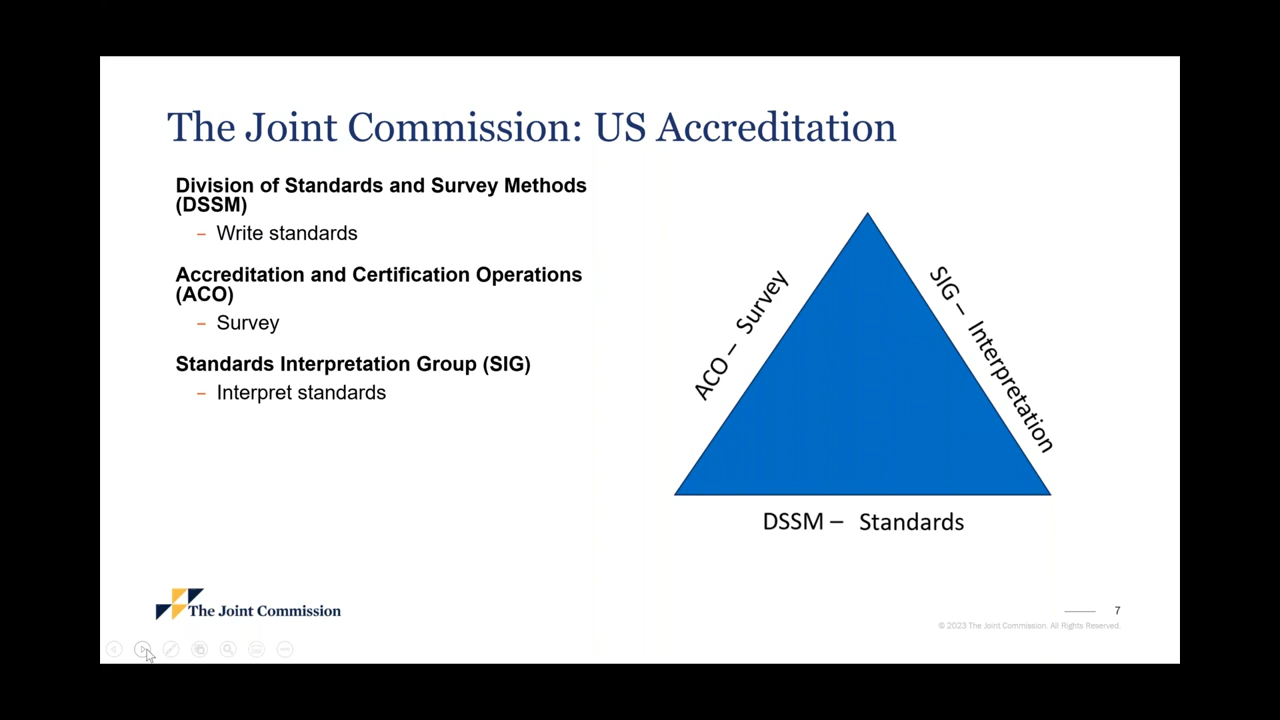 The Joint Commission: US Accreditation
Division of Standards and Survey Methods
(DSSM)
– Write standards
Accreditation and Certification Operations
(ACO)
– Survey
Standards Interpretation Group (SIG)
– Interpret standards
ACO – Survey
SIG – Interpretation
DSSM – Standards
The Joint Commission
7
© 2023 The Joint Commission. All Rights Reserved.